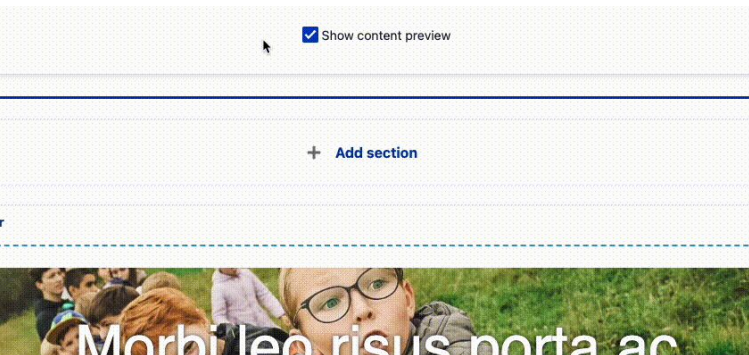 Show content preview
Add section
r
Morbi leo risus porta ac